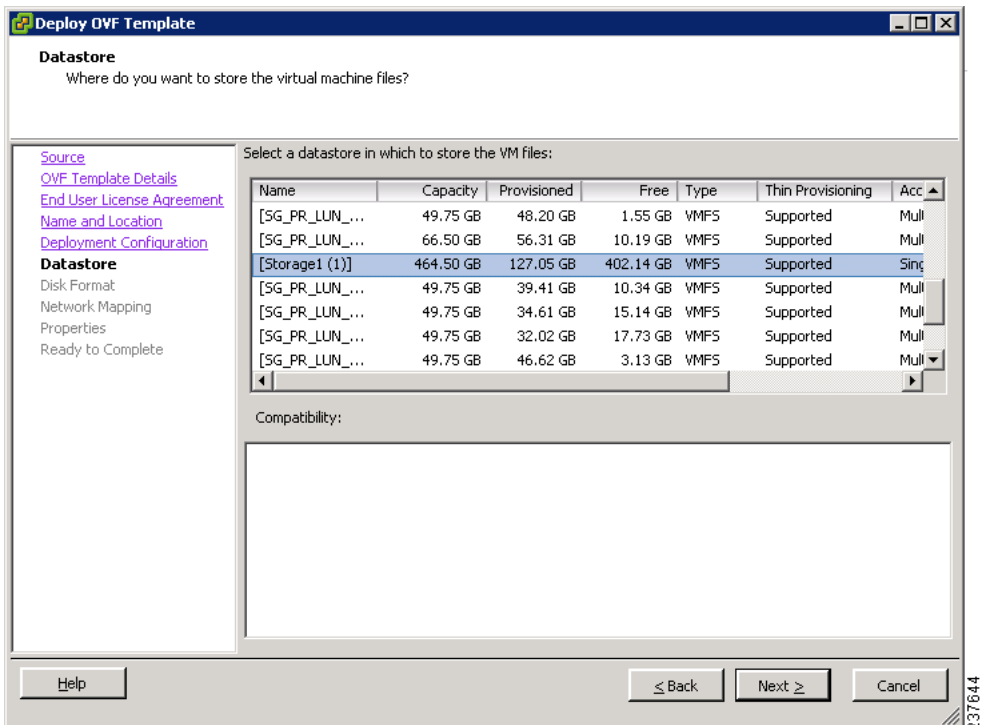 Deploy OVF Template
Datastore
Where do you want to store the virtual machine files?
Source
OVF Template Details
End User License Agreement
Name and Location
Deployment Configuration
Datastore
Disk Format
Network Mapping
Properties
Ready to Complete
Select a datastore in which to store the VM files:
Name Capacity Provisioned Free Type Thin Provisioning Acc
[SG_PR_LUN_... 49.75 GB 48.20 GB 1.55 GB VMFS Supported Mul
[SG_PR_LUN_... 66.50 GB 56.31 GB 10.19 GB VMFS Supported Mul
[Storage1 (1)] 464.50 GB 127.05 GB 402.14 GB VMFS Supported Sing
[SG_PR_LUN_... 49.75 GB 39.41 GB 10.34 GB VMFS Supported Mul
[SG_PR_LUN_... 49.75 GB 34.61 GB 15.14 GB VMFS Supported Mul
[SG_PR_LUN_... 49.75 GB 32.02 GB 17.73 GB VMFS Supported Mul
[SG_PR_LUN_... 49.75 GB 46.62 GB 3.13 GB VMFS Supported Mul
Compatibility:
Help
< Back
Next >
Cancel
237644